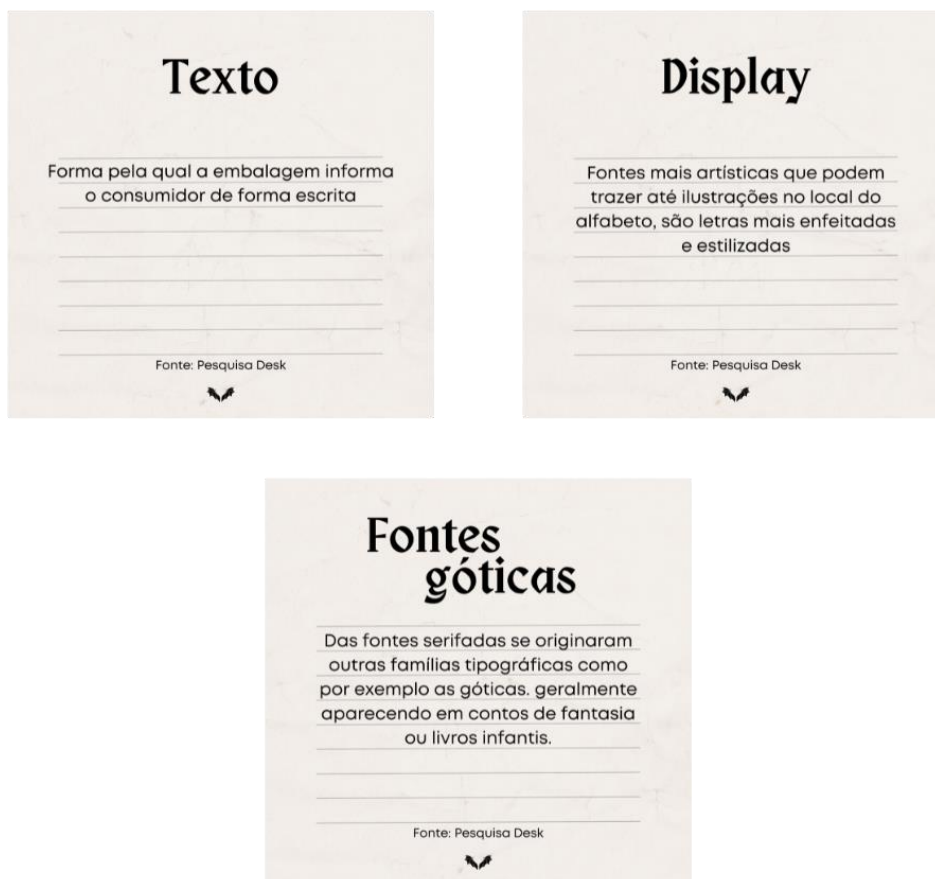 Texto
Forma pela qual a embalagem informa
o consumidor de forma escrita
Fonte: Pesquisa Desk
Display
Fontes mais artísticas que podem
trazer até ilustrações no local do
alfabeto, são letras mais enfeitadas
e estilizadas
Fonte: Pesquisa Desk
Fontes
góticas
Das fontes serifadas se originaram
outras famílias tipográficas como
por exemplo as góticas. geralmente
aparecendo em contos de fantasia
ou livros infantis.
Fonte: Pesquisa Desk